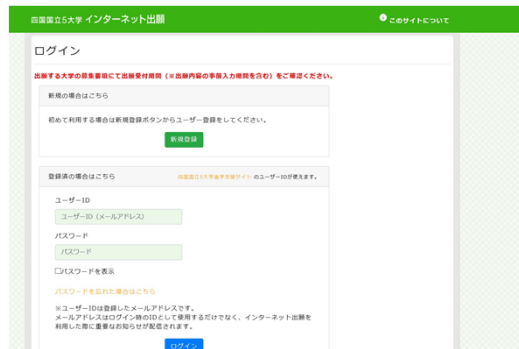 四国国立5大学 インターネット出願
このサイトについて
ログイン
出願する大学の募集要項にて出願受付期間（※出願内容の事前入力期間を含む）をご確認ください。
新規の場合はこちら
初めて利用する場合は新規登録ボタンからユーザー登録をしてください。
新規登録
登録済の場合はこちら
四国国立5大学進学支援サイト のユーザーIDが使えます。
ユーザーID
ユーザーID（メールアドレス）
パスワード
パスワード
パスワードを表示
パスワードを忘れた場合はこちら
※ユーザーIDは登録したメールアドレスです。
メールアドレスはログイン時のIDとして使用するだけでなく、インターネット出願を
利用した際に重要なお知らせが配信されます。
ログイン